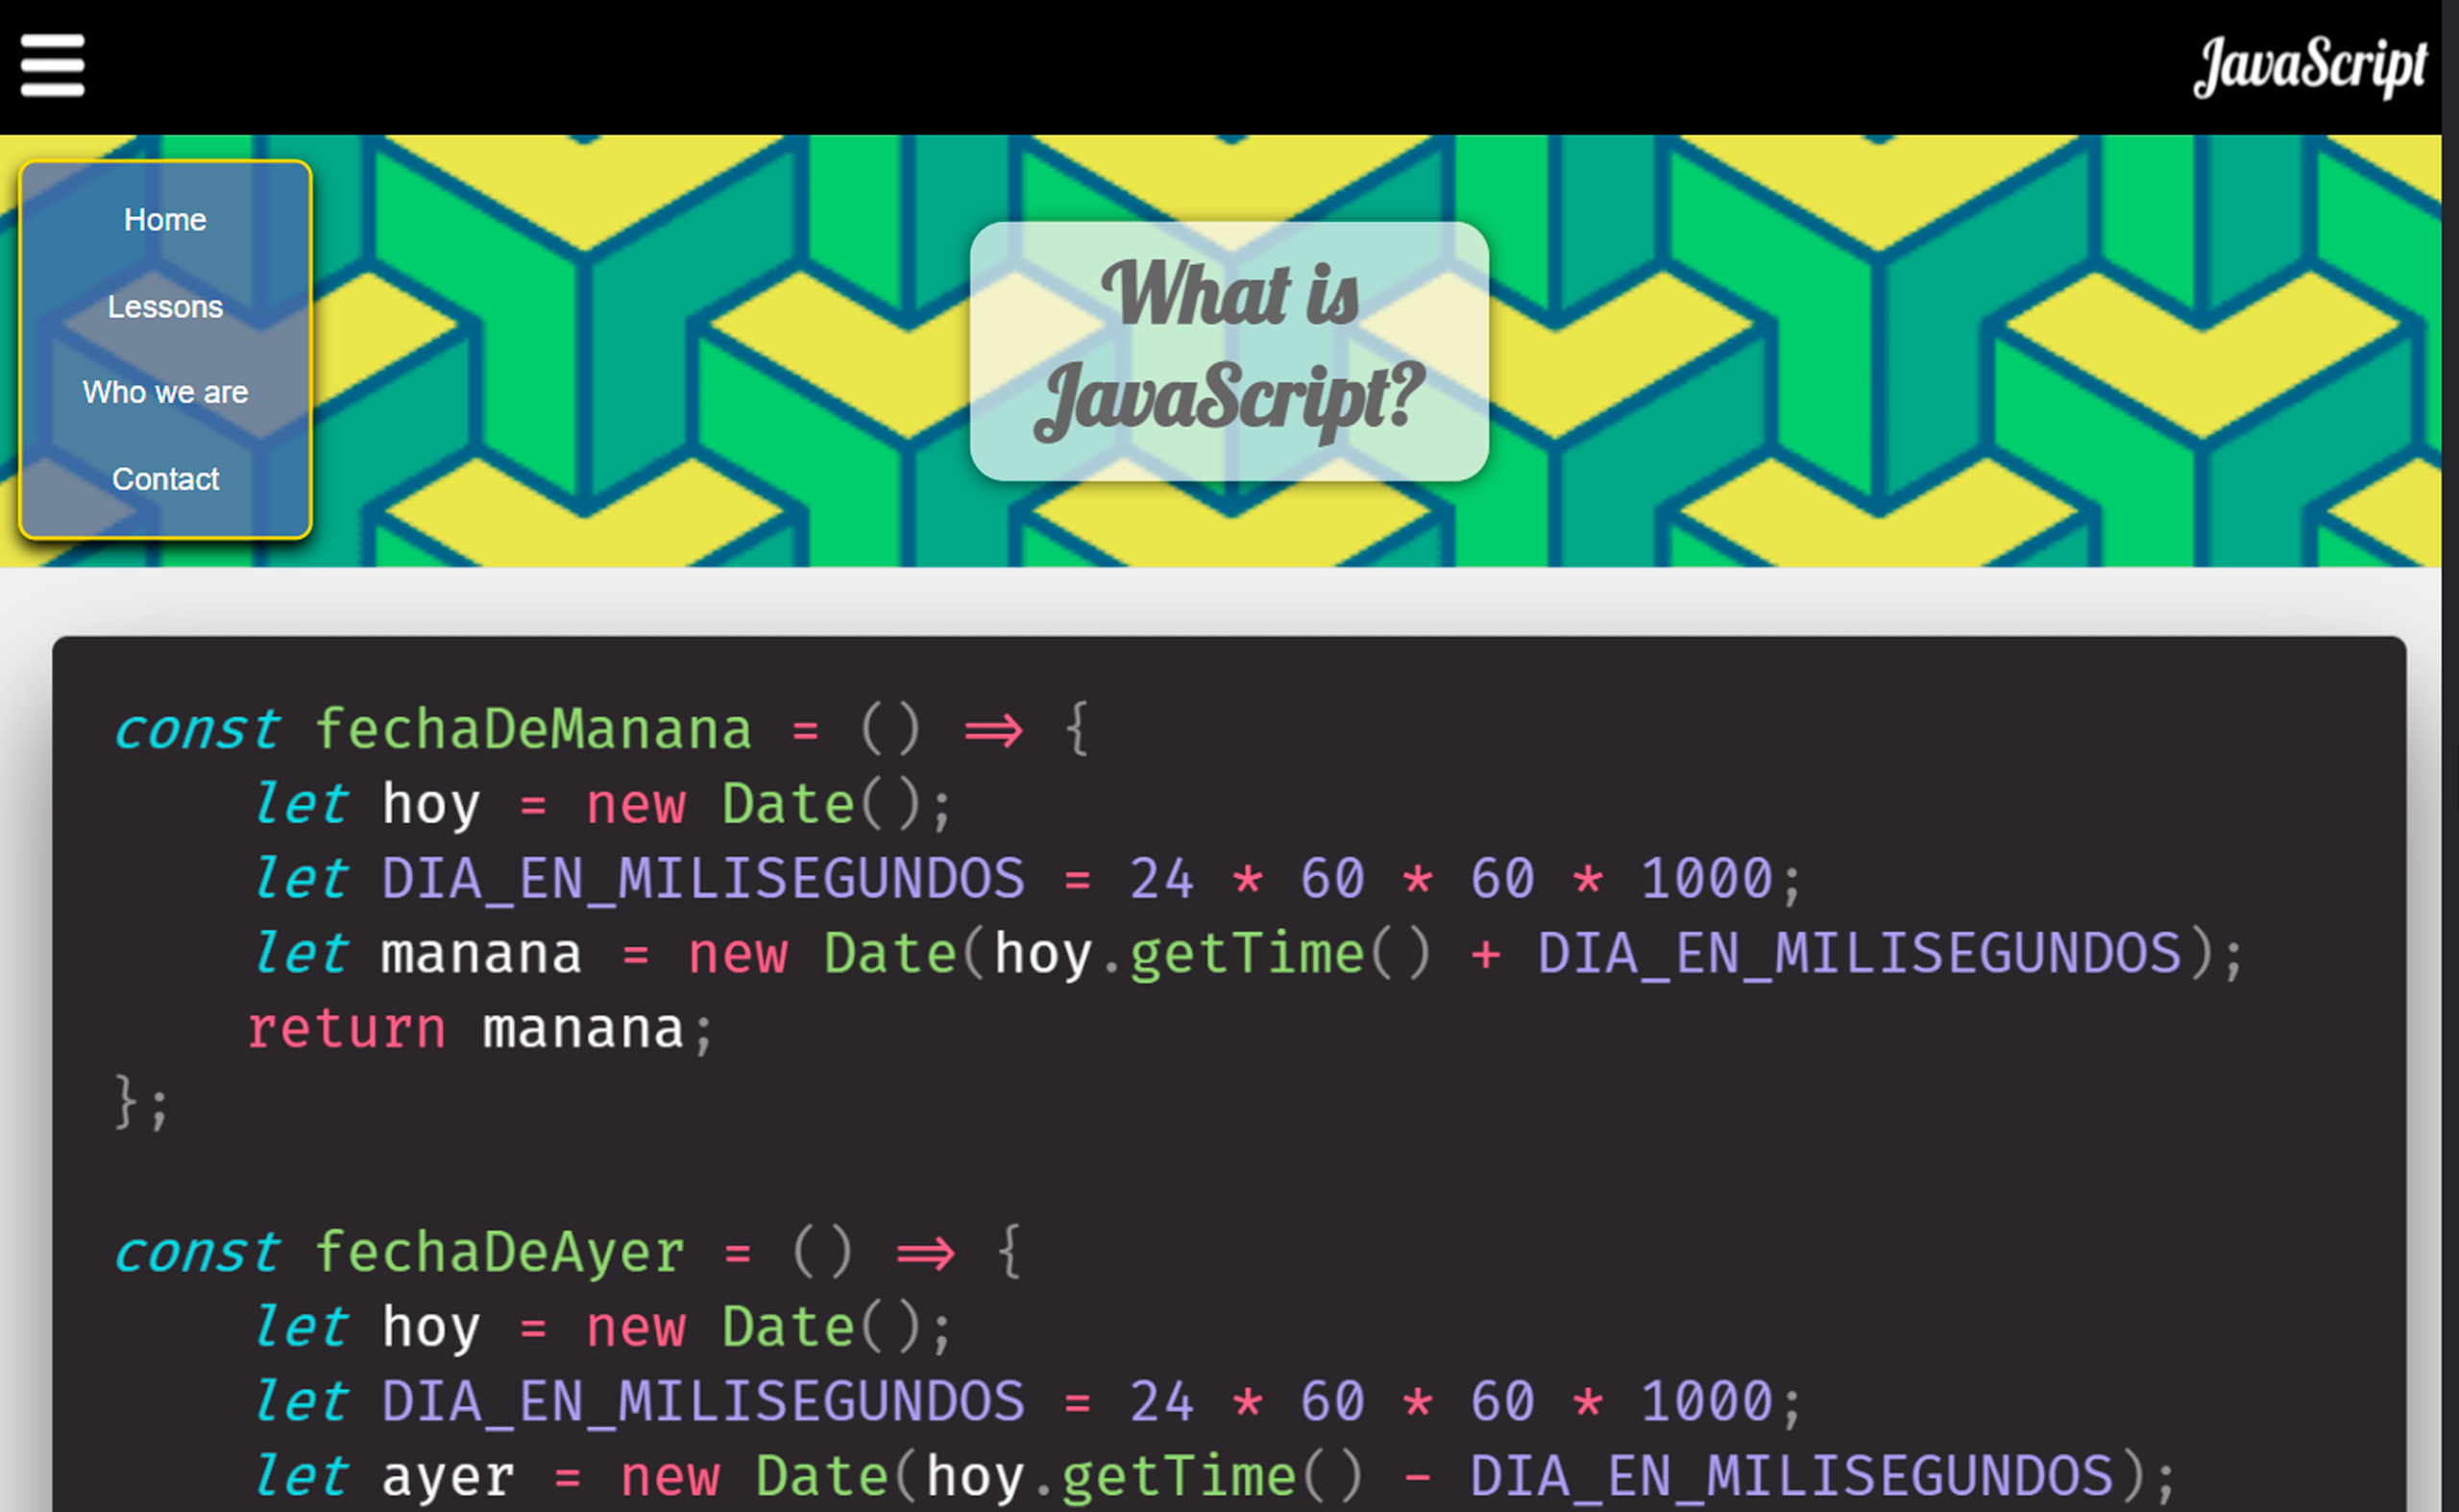 JavaScript
Home
Lessons
Who we are
Contact
What is
JavaScript?
const fechaDeManana = () => {
let hoy = new Date();
let DIA_EN_MILISEGUNDOS = 24 * 60 * 60 * 1000;
let manana = new Date(hoy.getTime() + DIA_EN_MILISEGUNDOS);
return manana;
};
const fechaDeAyer = () => {
let hoy = new Date();
let DIA_EN_MILISEGUNDOS = 24 * 60 * 60 * 1000;
let ayer = new Date(hoy.getTime() - DIA_EN_MILISEGUNDOS);